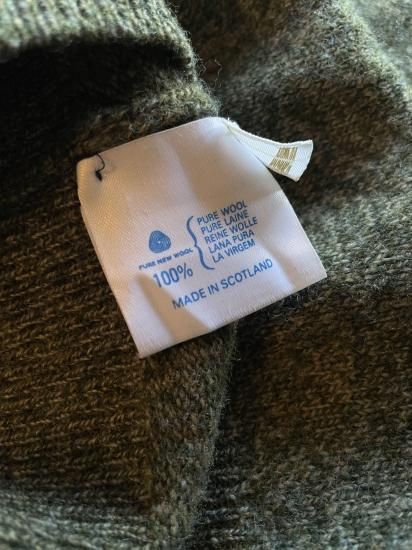 PURE NEW WOOL
100%
PURE WOOL
PURE LAINE
REINE WOLLE
LANA PURA
LA VIRGEM
MADE IN SCOTLAND